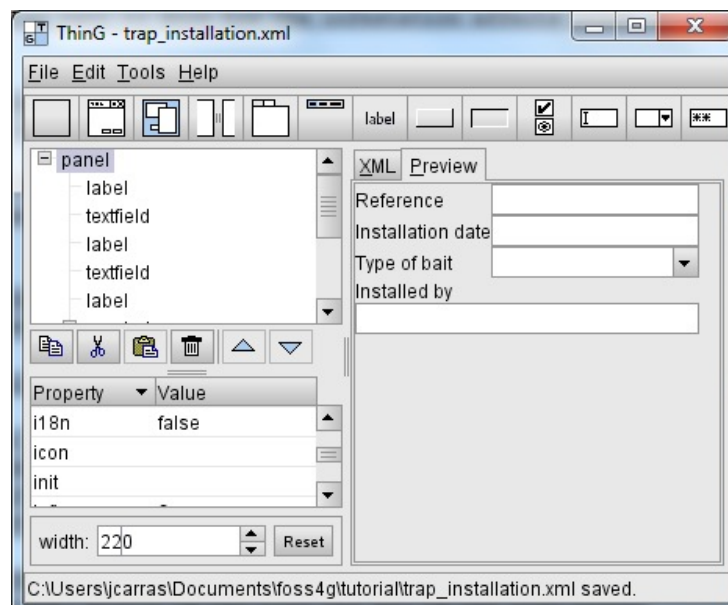 ThinG - trap_installation.xml
File Edit Tools Help
label
panel
label
textfield
label
textfield
label
XML Preview
Reference
Installation date
Type of bait
Installed by
Property Value
i18n false
icon
init
width: 220
Reset
C:\Users\jcarras\Documents\foss4g\tutorial\trap_installation.xml saved.